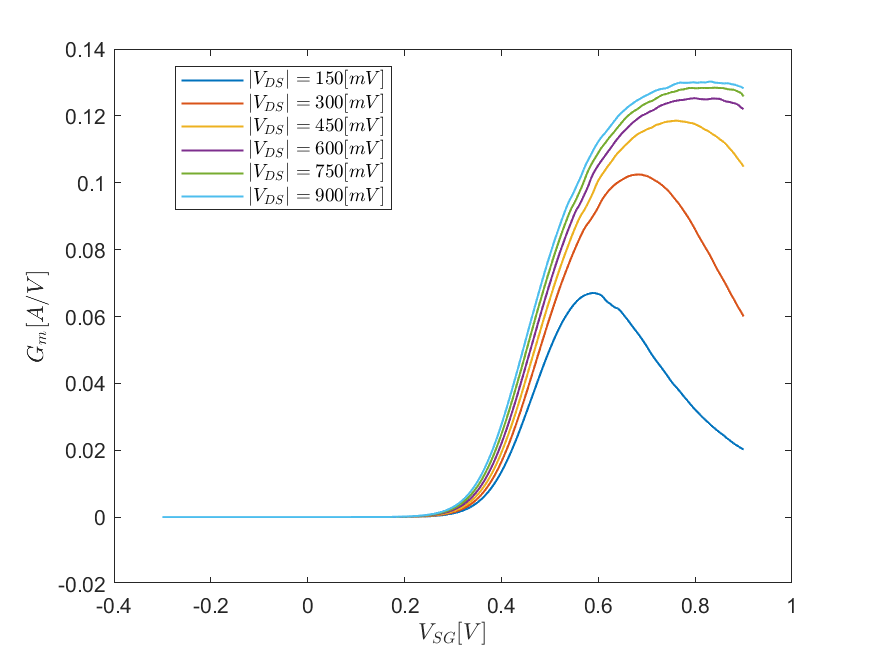 0.14
0.12
0.1
0.08
0.06
0.04
0.02
0
-0.02
G_m[A/V]
|V_{DS}| = 150[mV]
|V_{DS}| = 300[mV]
|V_{DS}| = 450[mV]
|V_{DS}| = 600[mV]
|V_{DS}| = 750[mV]
|V_{DS}| = 900[mV]
-0.4 -0.2 0 0.2 0.4 0.6 0.8 1
V_{SG}[V]